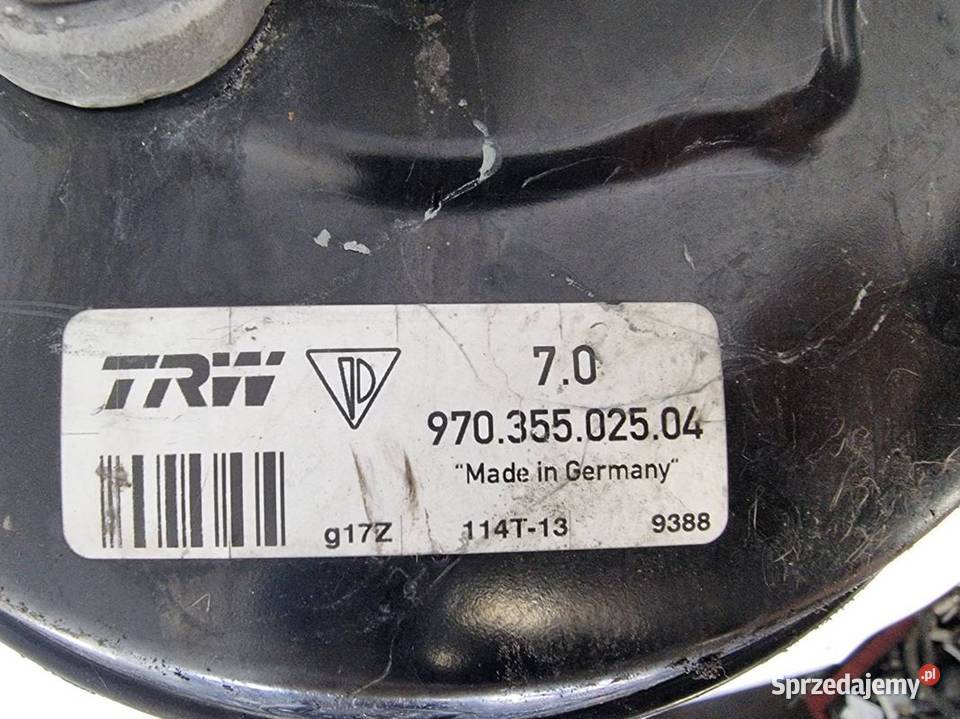 TRW
7.0
970.355.025.04
"Made in Germany"
g17Z 114T-13 9388
Sprzedajemy.pl